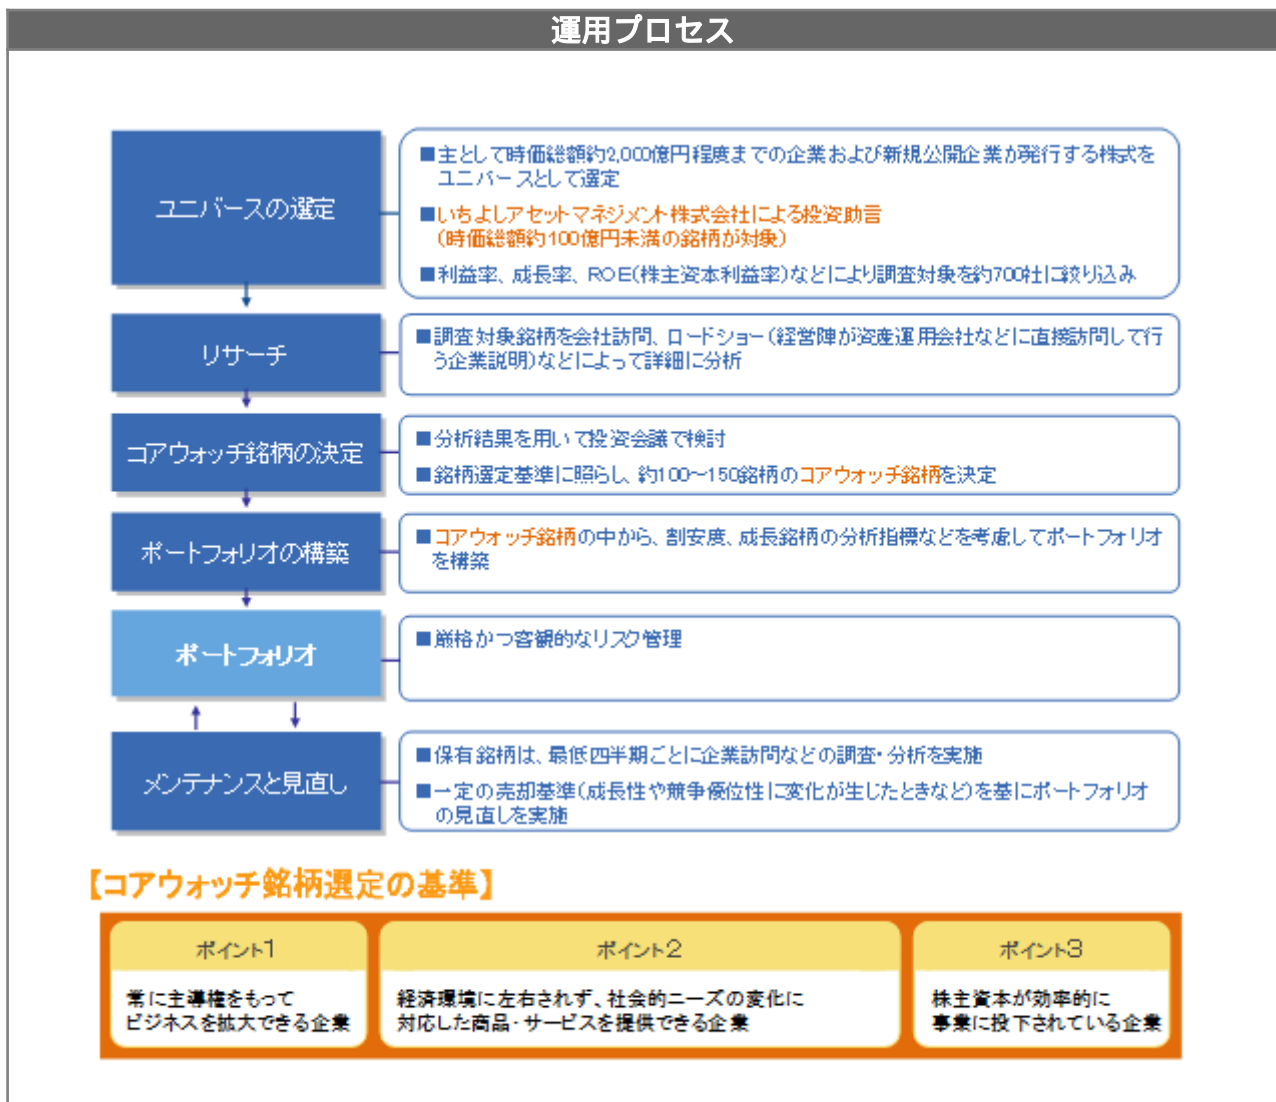 運用プロセス
ユニバースの選定
■主として時価総額約2,000億円程度までの企業および新規公開企業が発行する株式を
ユニバースとして選定
■いちよしアセットマネジメント株式会社による投資助言
（時価総額約100億円未満の銘柄が対象）
■利益率、成長率、ROE(株主資本利益率)などにより調査対象を約700社に絞り込み
リサーチ
■調査対象銘柄を会社訪問、ロードショー（経営陣が資産運用会社などに直接訪問して行
う企業説明）などによって詳細に分析
コアウォッチ銘柄の決定
■分析結果を用いて投資会議で検討
■銘柄選定基準に照らし、約100〜150銘柄のコアウォッチ銘柄を決定
ポートフォリオの構築
■コアウォッチ銘柄の中から、割安度、成長銘柄の分析指標などを考慮してポートフォリオ
を構築
ポートフォリオ
■厳格かつ客観的なリスク管理
メンテナンスと見直し
■保有銘柄は、最低四半期ごとに企業訪問などの調査・分析を実施
■一定の売却基準（成長性や競争優位性に変化が生じたときなど）を基にポートフォリオ
の見直しを実施
【コアウォッチ銘柄選定の基準】
ポイント1
常に主導権をもって
ビジネスを拡大できる企業
ポイント2
経済環境に左右されず、社会的ニーズの変化に
対応した商品・サービスを提供できる企業
ポイント3
株主資本が効率的に
事業に投下されている企業